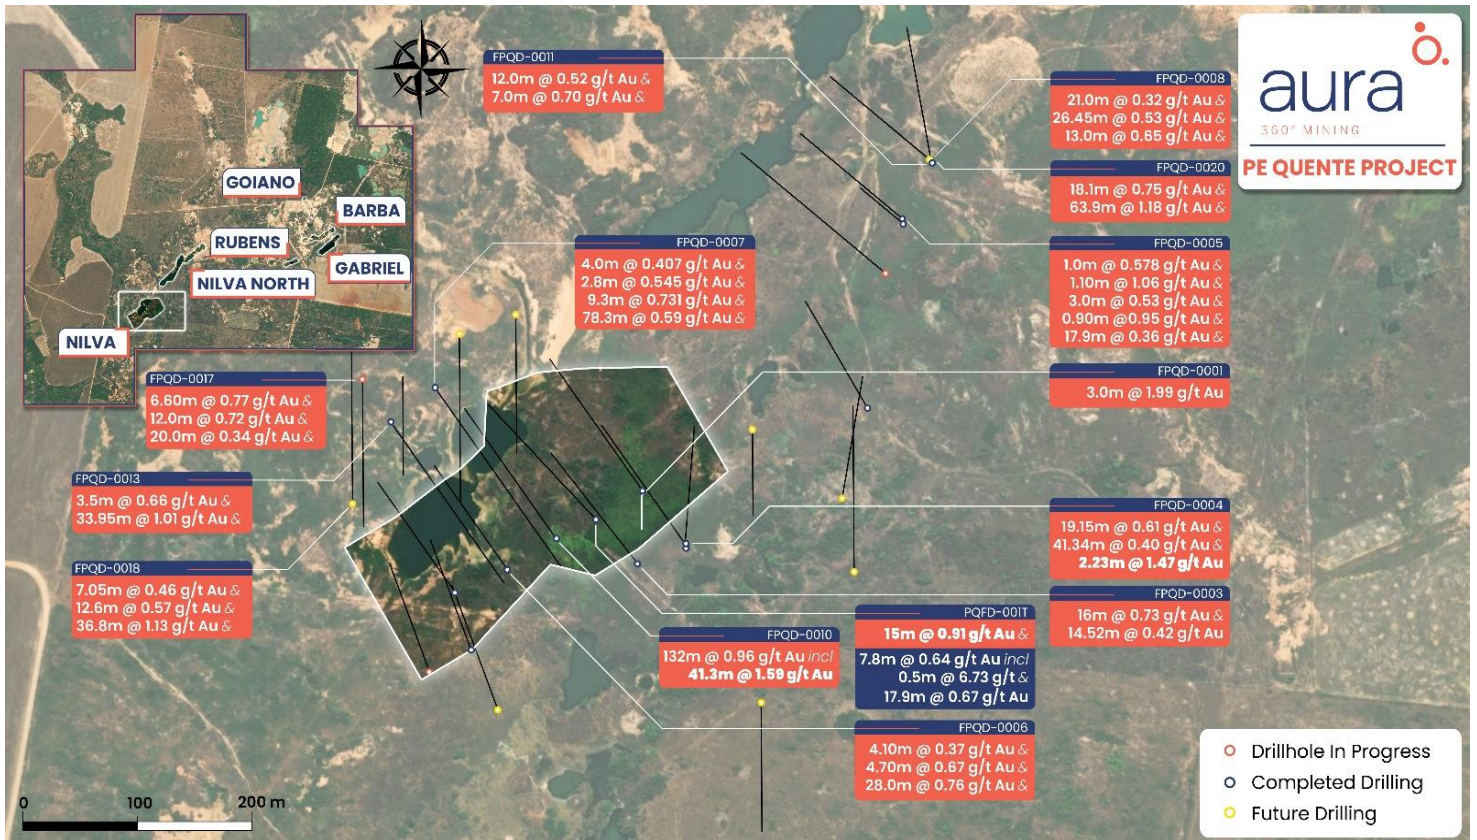 FPQD-0011
12.0m @ 0.52 g/t Au &
7.0m @ 0.70 g/t Au &
FPQD-0008
21.0m @ 0.32 g/t Au &
26.45m @ 0.53 g/t Au &
13.0m @ 0.65 g/t Au &
aura
360° MINING
PE QUENTE PROJECT
GOIANO
BARBA
RUBENS
GABRIEL
NILVA NORTH
NILVA
FPQD-0020
18.1m @ 0.75 g/t Au &
63.9m @ 1.18 g/t Au &
FPQD-0007
4.0m @ 0.407 g/t Au &
2.8m @ 0.545 g/t Au &
9.3m @ 0.731 g/t Au &
78.3m @ 0.59 g/t Au &
FPQD-0005
1.0m @ 0.578 g/t Au &
1.10m @ 1.06 g/t Au &
3.0m @ 0.53 g/t Au &
0.90m @ 0.95 g/t Au &
17.9m @ 0.36 g/t Au &
FPQD-0017
6.60m @ 0.77 g/t Au &
12.0m @ 0.72 g/t Au &
20.0m @ 0.34 g/t Au &
FPQD-0001
3.0m @ 1.99 g/t Au
FPQD-0013
3.5m @ 0.66 g/t Au &
33.95m @ 1.01 g/t Au &
FPQD-0004
19.15m @ 0.61 g/t Au &
41.34m @ 0.40 g/t Au &
2.23m @ 1.47 g/t Au
FPQD-0018
7.05m @ 0.46 g/t Au &
12.6m @ 0.57 g/t Au &
36.8m @ 1.13 g/t Au &
FPQD-0003
16m @ 0.73 g/t Au &
14.52m @ 0.42 g/t Au
PQFD-001T
15m @ 0.91 g/t Au &
7.8m @ 0.64 g/t Au incl
0.5m @ 6.73 g/t &
17.9m @ 0.67 g/t Au
FPQD-0010
132m @ 0.96 g/t Au incl
41.3m @ 1.59 g/t Au
FPQD-0006
4.10m @ 0.37 g/t Au &
4.70m @ 0.67 g/t Au &
28.0m @ 0.76 g/t Au &
Drillhole In Progress
Completed Drilling
Future Drilling
0 100 200 m